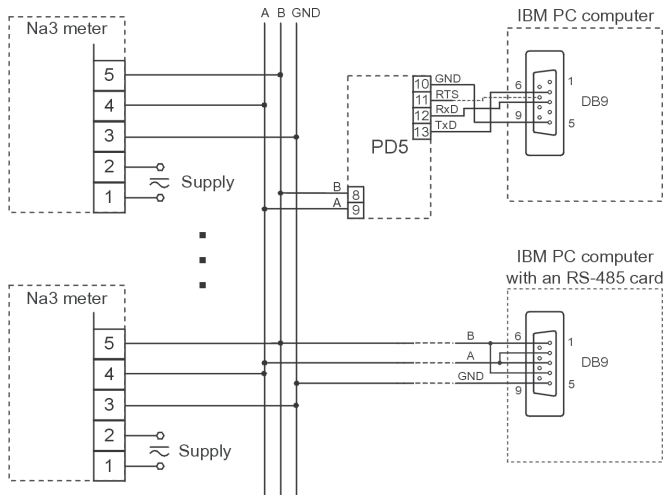 A B GND
IBM PC computer
Na3 meter
5
4
3
2
1
Supply
10 GND
11 RTS
12 RxD
13 TxD
PD5
B 8
A 9
6
9
1
5
DB9
IBM PC computer
with an RS-485 card
Na3 meter
5
4
3
2
1
Supply
B
A
GND
6
9
1
5
DB9